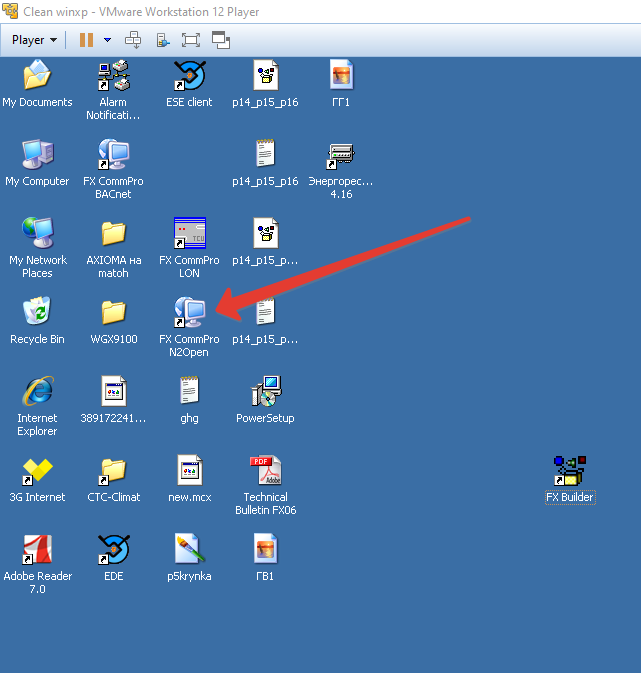 Clean winxp - VMware Workstation 12 Player
Player
My Documents
Alarm
Notificati...
ESE client
p14_p15_p16
ГГ1
My Computer
FX CommPro
BACnet
p14_p15_p16
Энергорес...
4.16
My Network
Places
AXIOMA на
matoh
FX CommPro
LON
TCU
p14_p15_p...
Recycle Bin
WGX9100
FX CommPro
N2Open
p14_p15_p...
Internet
Explorer
389172241...
ghg
PowerSetup
3G Internet
CTC-Climat
new.mcx
PDF
Adobe
Technical
Bulletin FX06
FX Builder
Adobe Reader
7.0
EDE
p5krynka
ГВ1